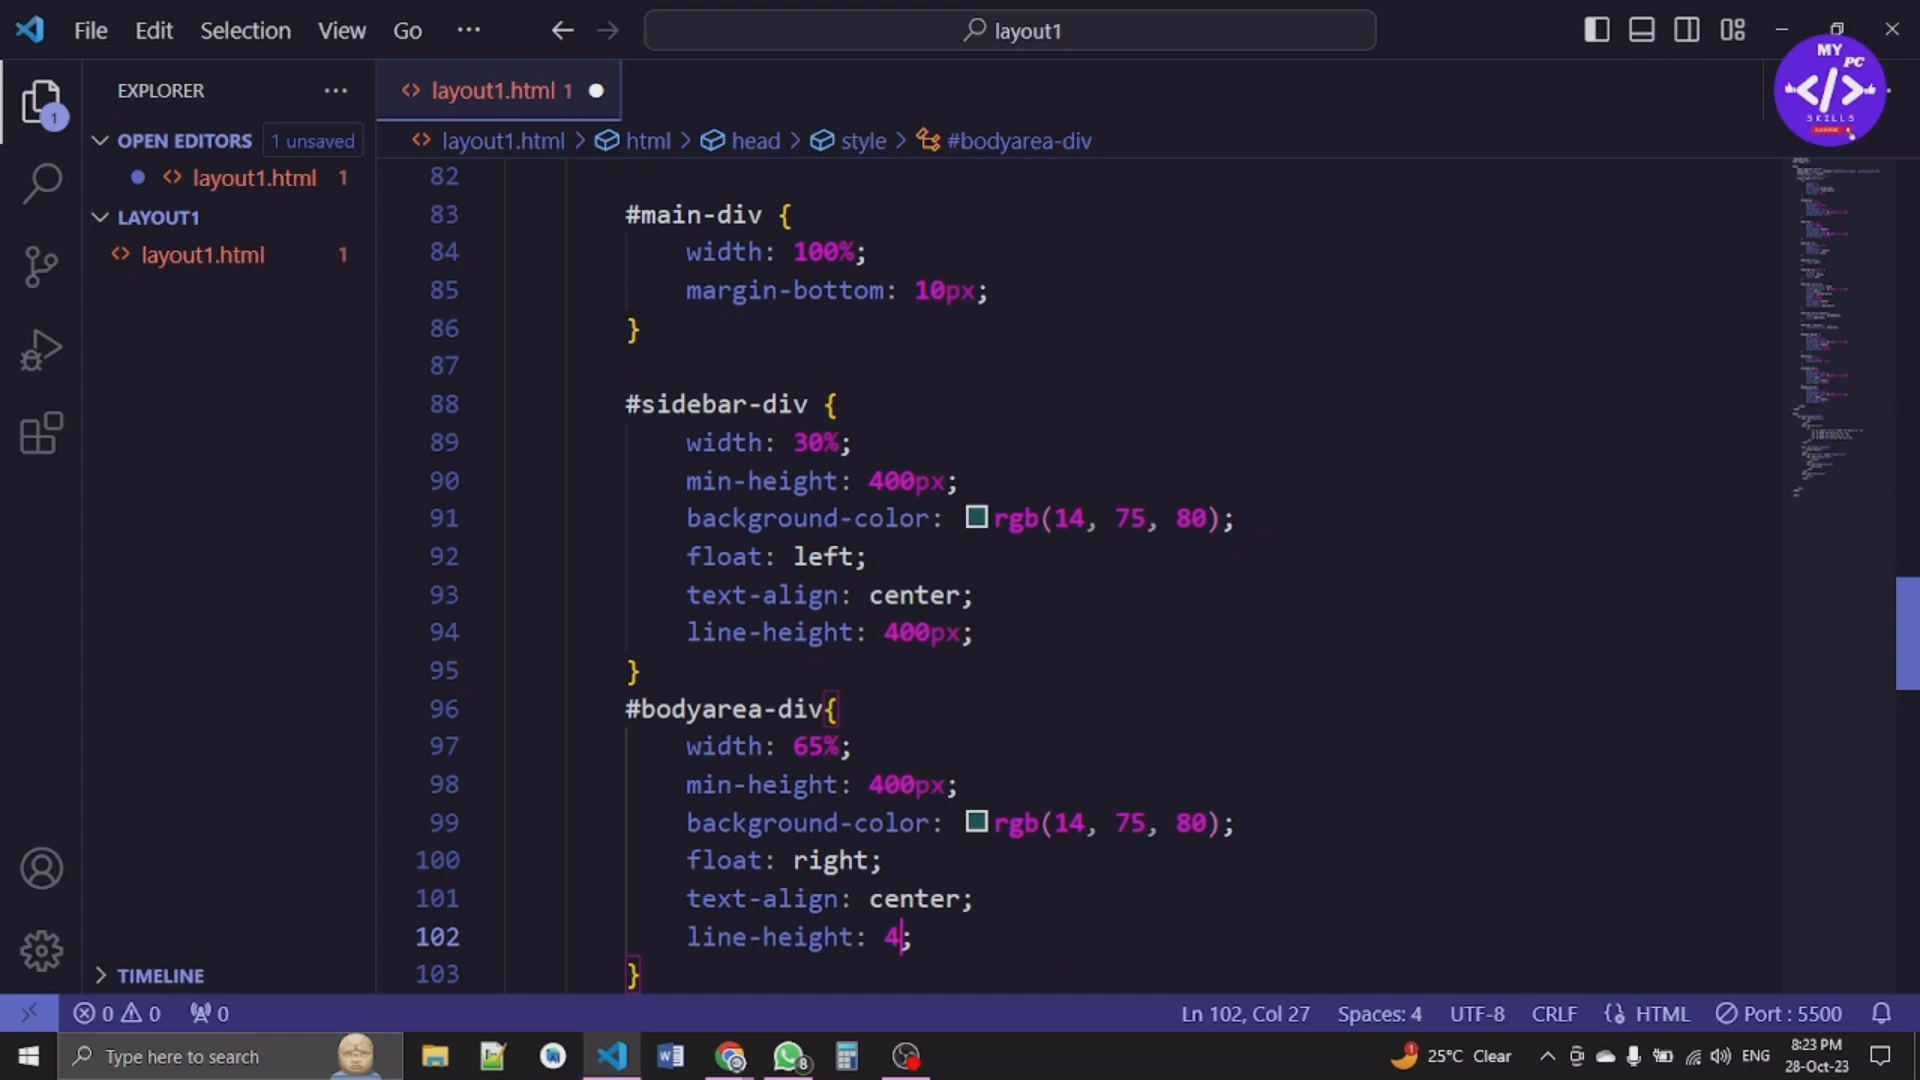 File Edit Selection View Go ··· layout1
MY PC
SKILLS
EXPLORER ···
OPEN EDITORS 1 unsaved
layout1.html 1
LAYOUT1
layout1.html 1
TIMELINE
layout1.html 1
layout1.html > html > head > style > #bodyarea-div
82
83 #main-div {
84 width: 100%;
85 margin-bottom: 10px;
86 }
87
88 #sidebar-div {
89 width: 30%;
90 min-height: 400px;
91 background-color: rgb(14, 75, 80);
92 float: left;
93 text-align: center;
94 line-height: 400px;
95 }
96 #bodyarea-div{
97 width: 65%;
98 min-height: 400px;
99 background-color: rgb(14, 75, 80);
100 float: right;
101 text-align: center;
102 line-height: 4;
103 }
0 0 0 Ln 102, Col 27 Spaces: 4 UTF-8 CRLF HTML Port : 5500
Type here to search 8 25°C Clear ENG 8:23 PM
28-Oct-23